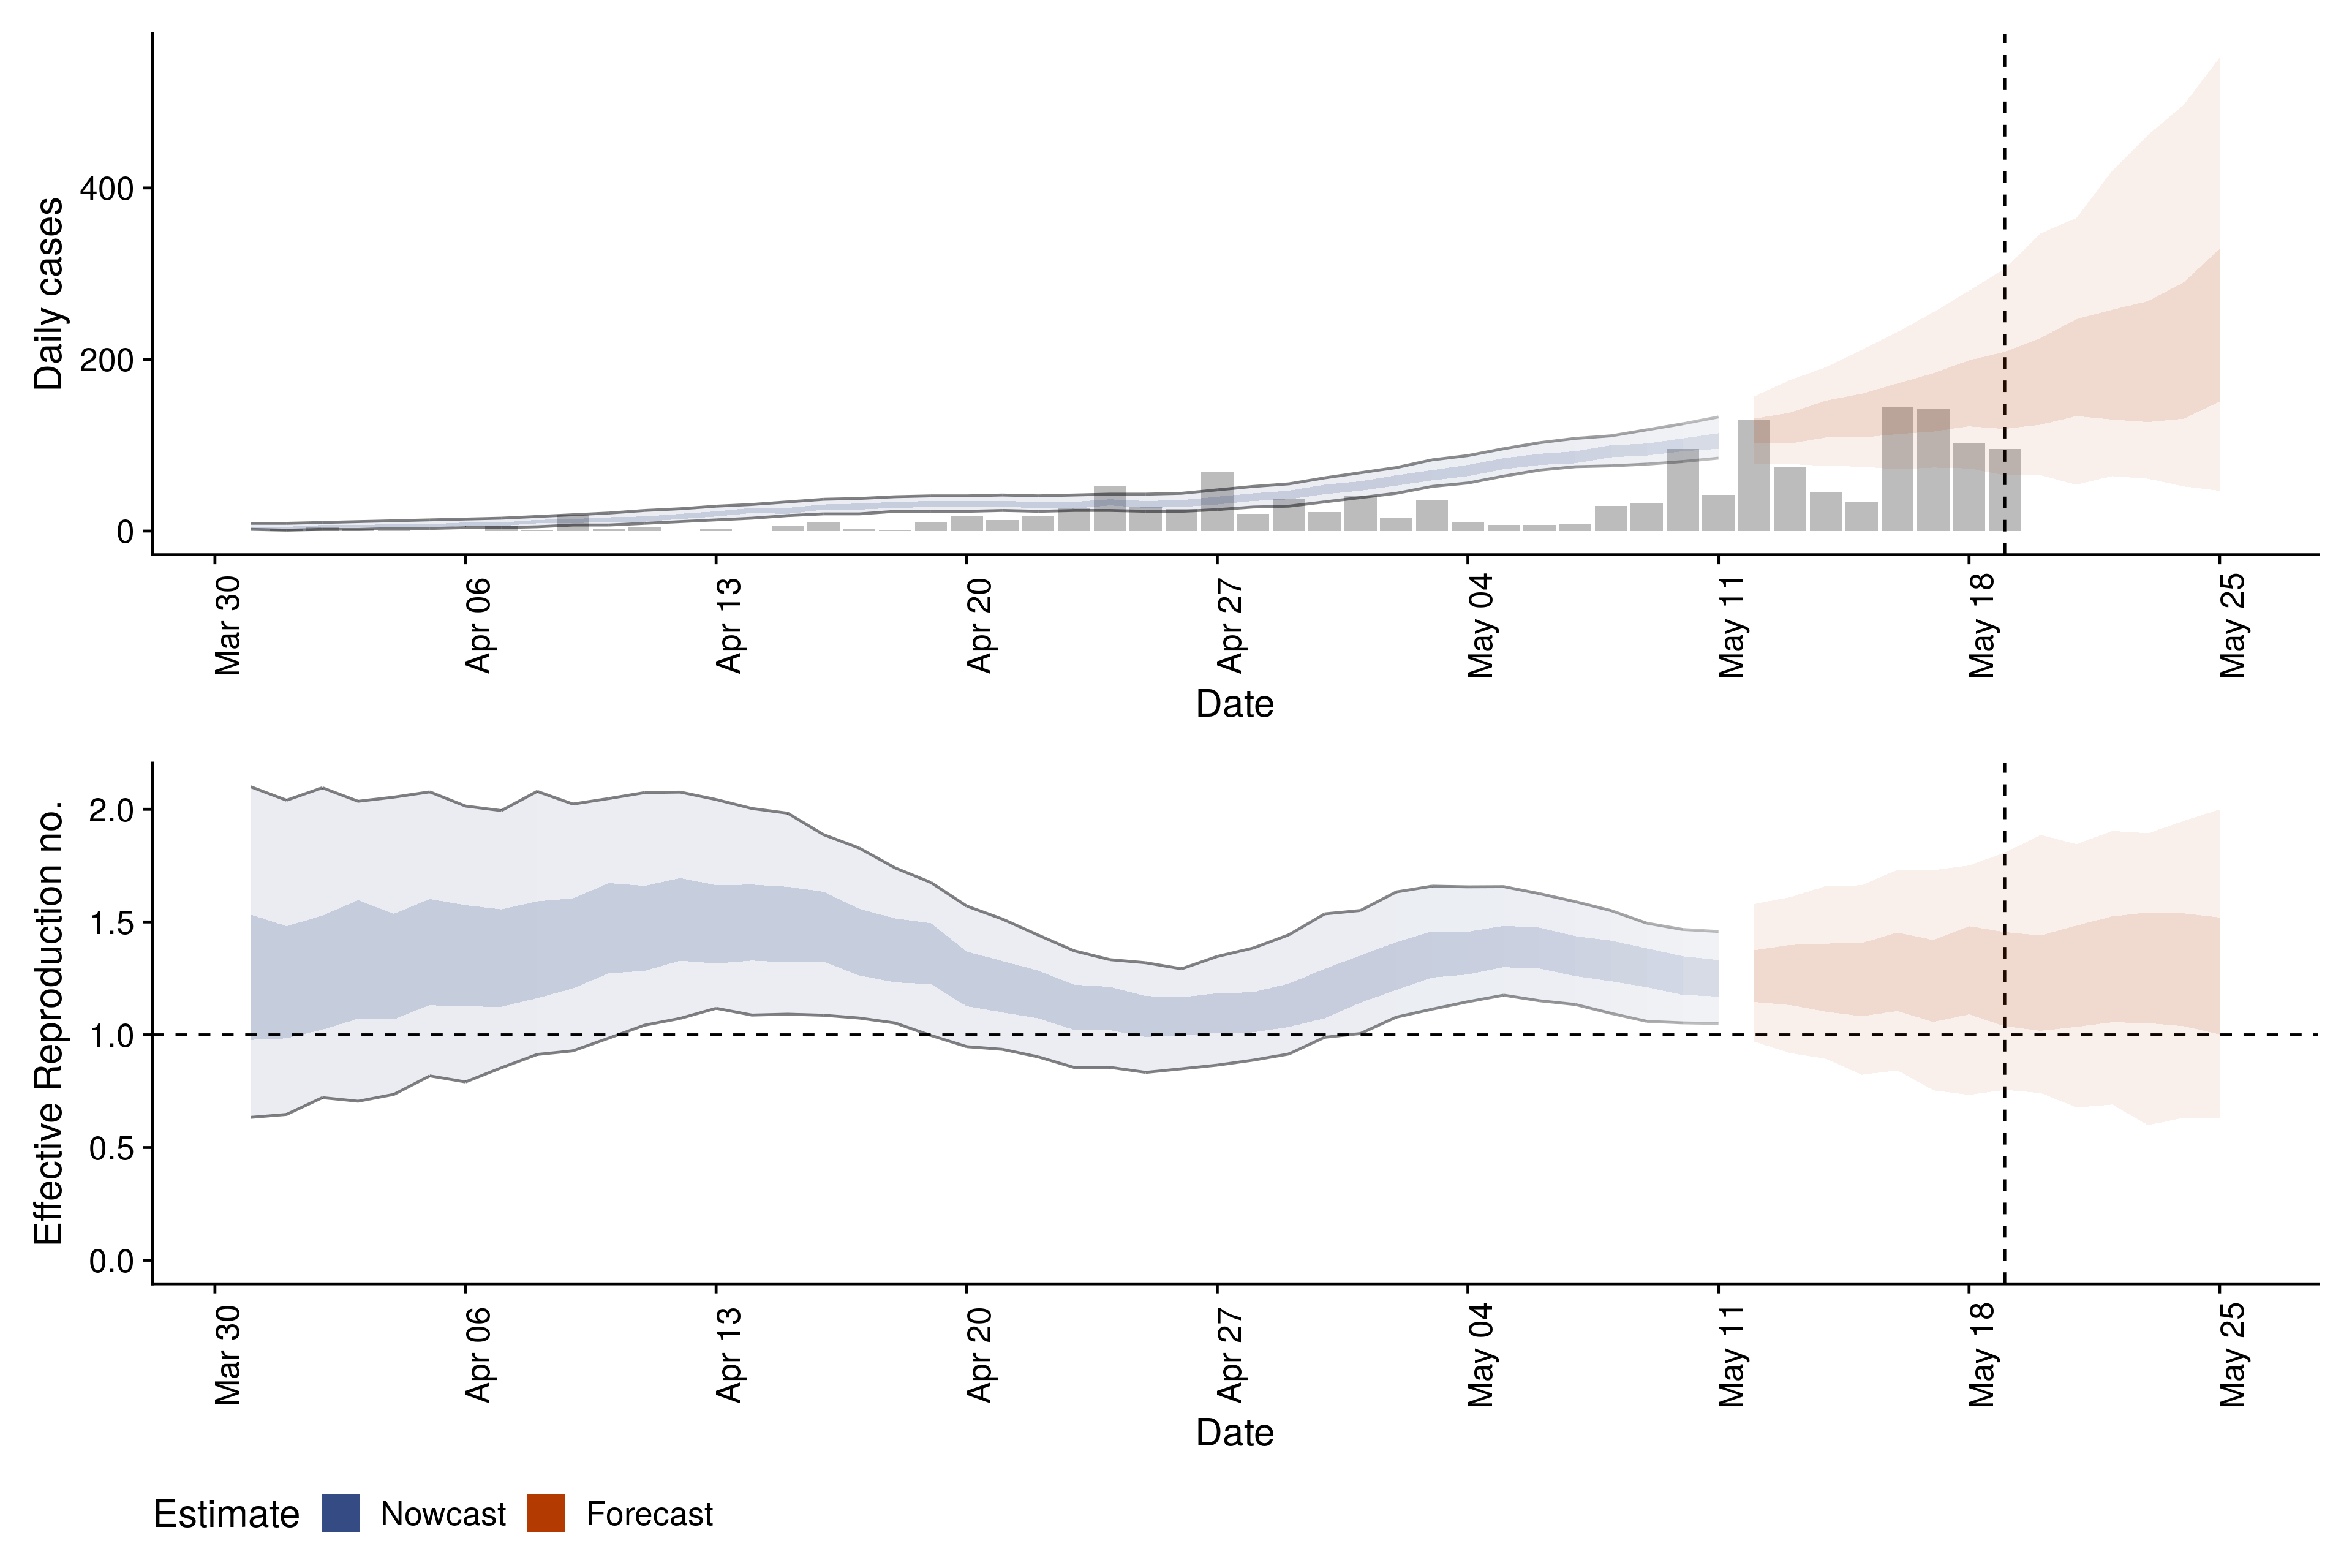 Daily cases
400
200
0
Mar 30
Apr 06
Apr 13
Apr 20
Apr 27
May 04
May 11
May 18
May 25
Date
Effective Reproduction no.
2.0
1.5
1.0
0.5
0.0
Mar 30
Apr 06
Apr 13
Apr 20
Apr 27
May 04
May 11
May 18
May 25
Date
Estimate Nowcast Forecast